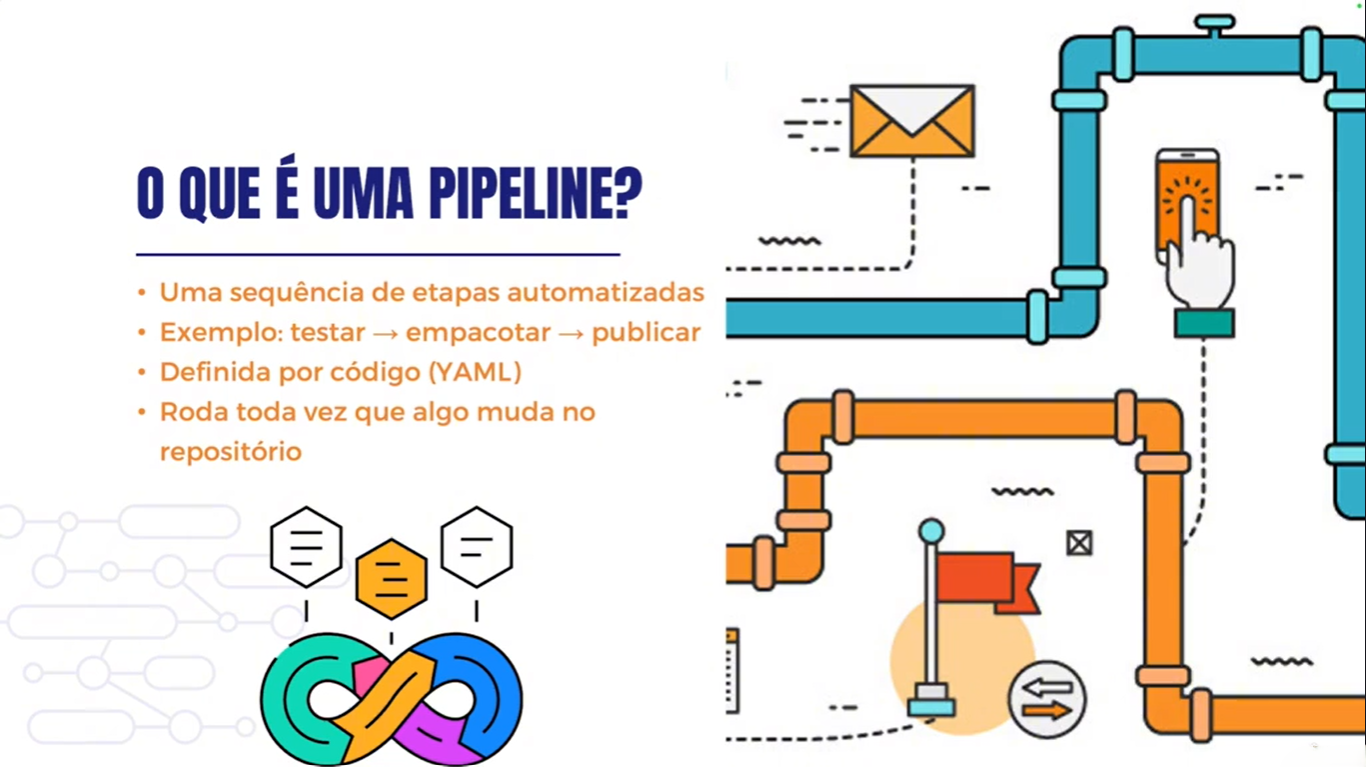 O QUE É UMA PIPELINE?
• Uma sequência de etapas automatizadas
• Exemplo: testar → empacotar → publicar
• Definida por código (YAML)
• Roda toda vez que algo muda no
repositório